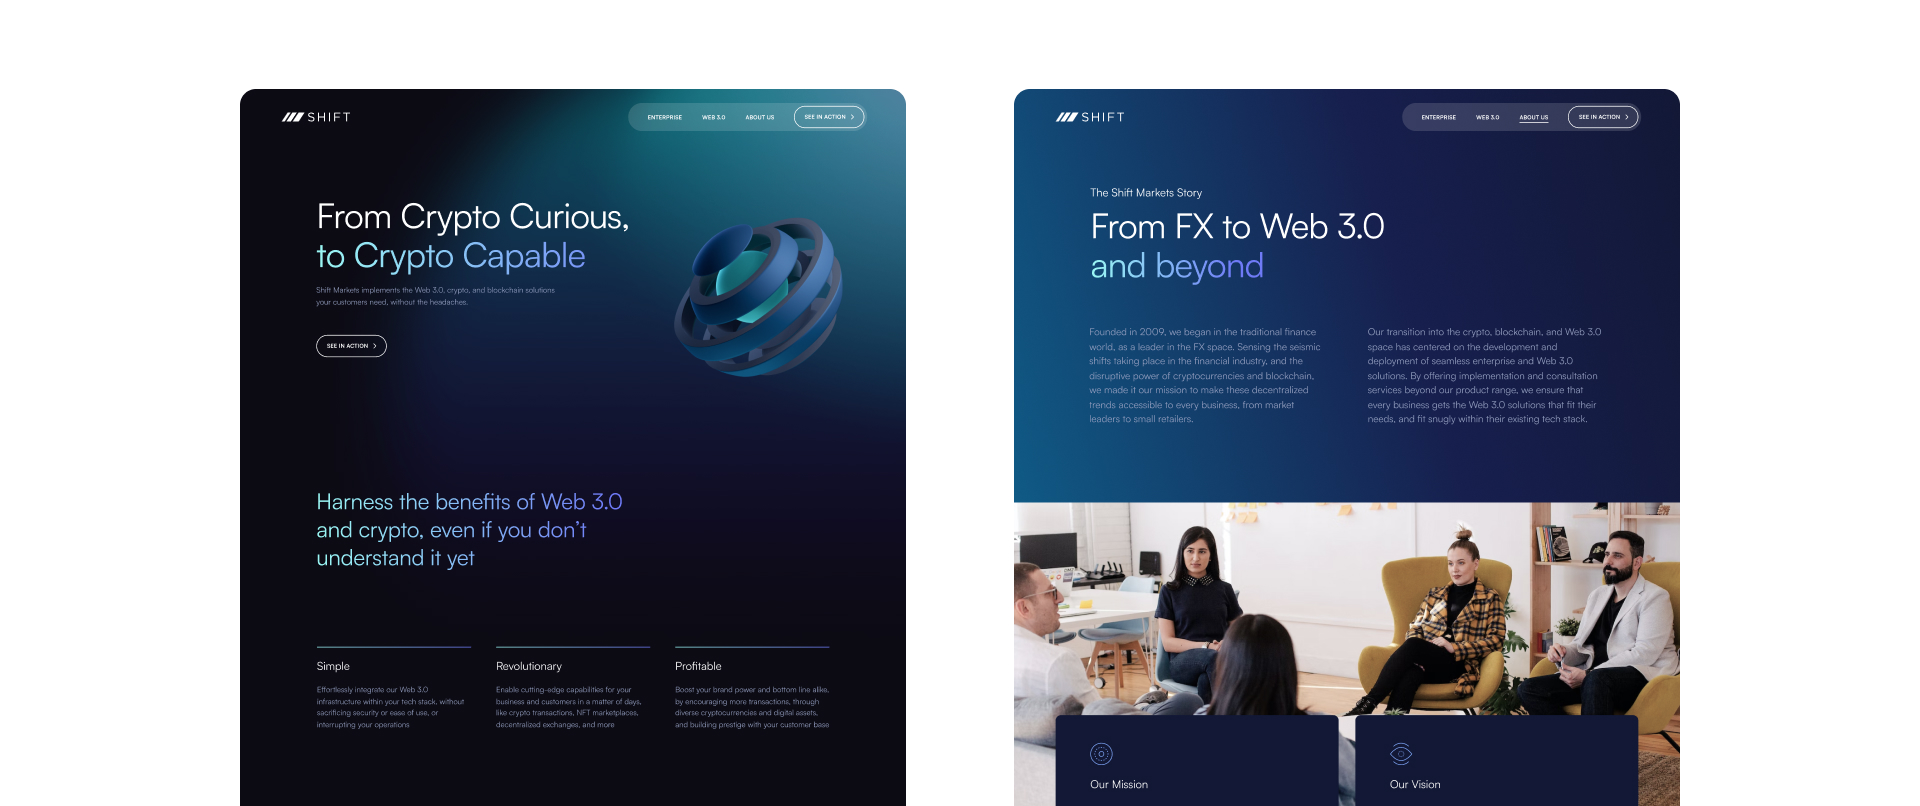 SHIFT
ENTERPRISE WEB 3.0 ABOUT US SEE IN ACTION
From Crypto Curious,
to Crypto Capable
Shift Markets implements the Web 3.0, crypto, and blockchain solutions
your customers need, without the headaches.
SEE IN ACTION
Harness the benefits of Web 3.0
and crypto, even if you don’t
understand it yet
Simple
Effortlessly integrate our Web 3.0
infrastructure within your tech stack, without
sacrificing security or ease of use, or
interrupting your operations
Revolutionary
Enable cutting-edge capabilities for your
business and customers in a matter of days,
like crypto transactions, NFT marketplaces,
decentralized exchanges, and more
Profitable
Boost your brand power and bottom line alike,
by encouraging more transactions, through
diverse cryptocurrencies and digital assets,
and building prestige with your customer base
SHIFT
ENTERPRISE WEB 3.0 ABOUT US SEE IN ACTION
The Shift Markets Story
From FX to Web 3.0
and beyond
Founded in 2009, we began in the traditional finance
world, as a leader in the FX space. Sensing the seismic
shifts taking place in the financial industry, and the
disruptive power of cryptocurrencies and blockchain,
we made it our mission to make these decentralized
trends accessible to every business, from market
leaders to small retailers.
Our transition into the crypto, blockchain, and Web 3.0
space has centered on the development and
deployment of seamless enterprise and Web 3.0
solutions. By offering implementation and consultation
services beyond our product range, we ensure that
every business gets the Web 3.0 solutions that fit their
needs, and fit snugly within their existing tech stack.
Our Mission
Our Vision